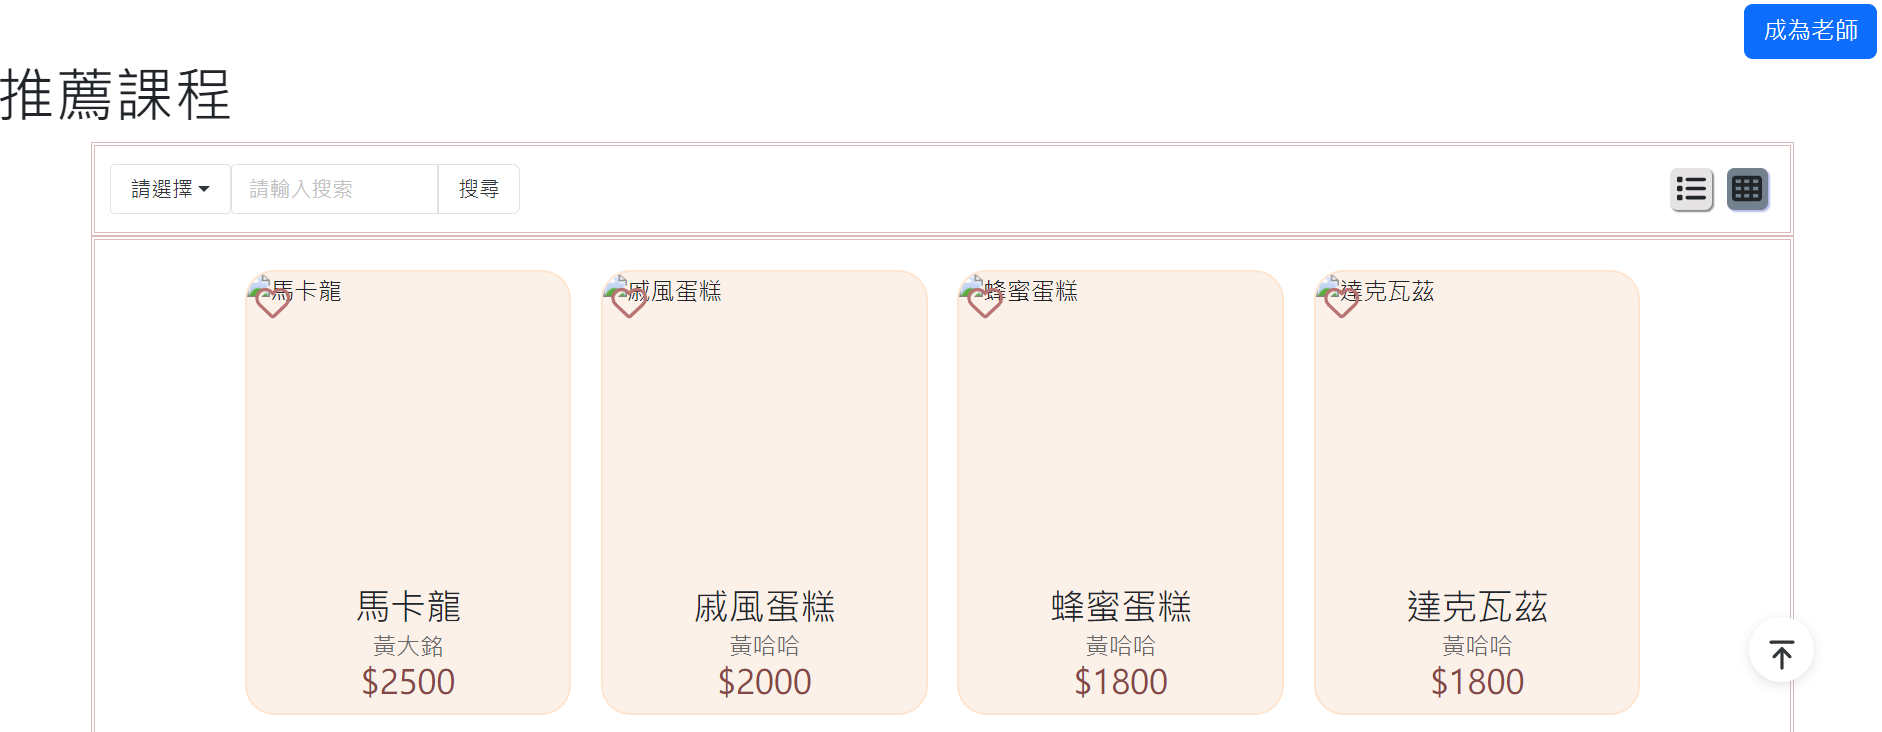 成為老師
推薦課程
請選擇 請輸入搜索 搜尋
馬卡龍 戚風蛋糕 蜂蜜蛋糕 達克瓦茲
馬卡龍 戚風蛋糕 蜂蜜蛋糕 達克瓦茲
黃大銘 黃哈哈 黃哈哈 黃哈哈
$2500 $2000 $1800 $1800